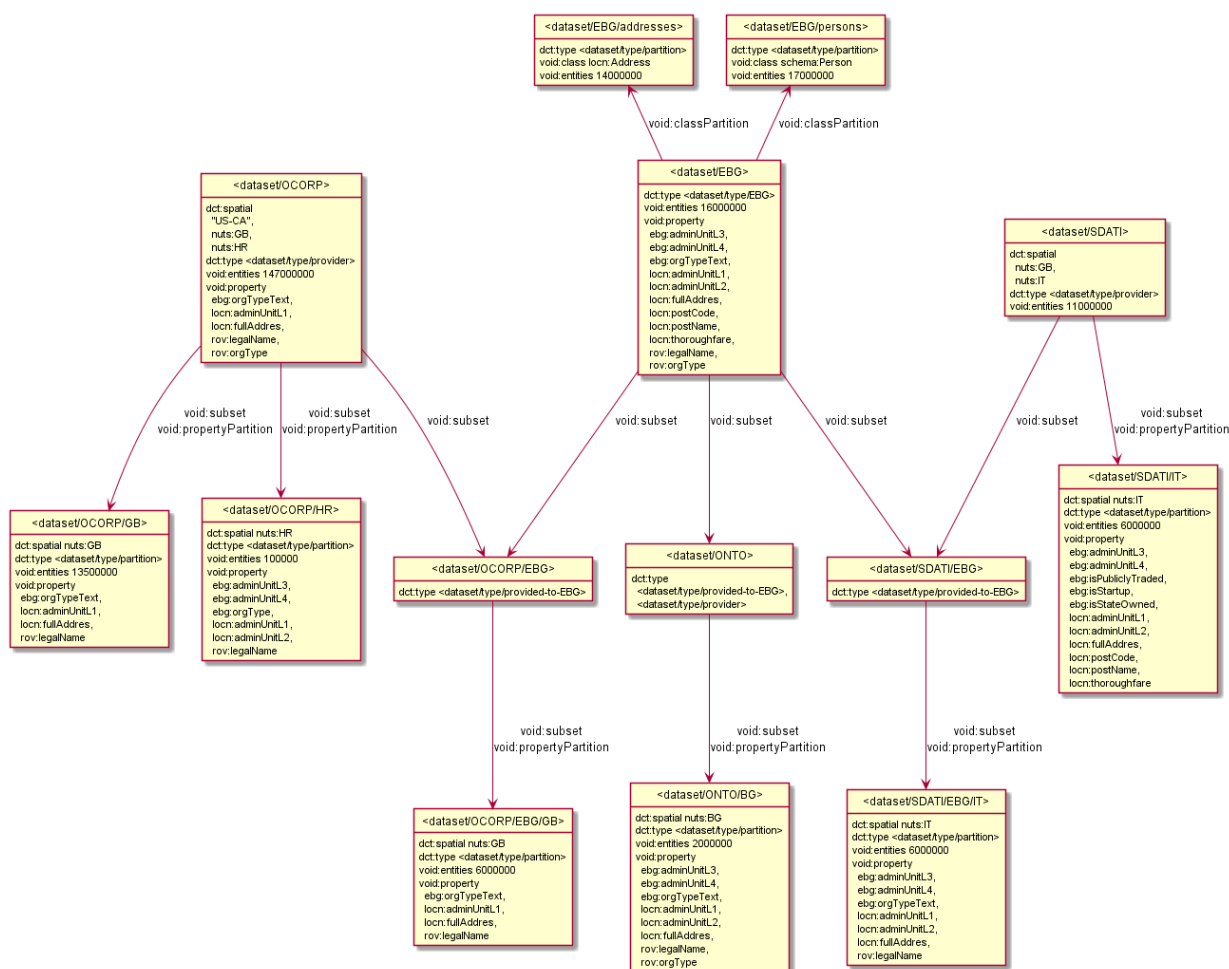 <dataset/EBG/addresses>
dct:type <dataset/type/partition>
void:class locn:Address
void:entities 14000000
<dataset/EBG/persons>
dct:type <dataset/type/partition>
void:class schema:Person
void:entities 17000000
void:classPartition
void:classPartition
<dataset/OCORP>
dct:spatial
"US-CA",
nuts:GB,
nuts:HR
dct:type <dataset/type/provider>
void:entities 147000000
void:property
ebg:orgTypeText,
locn:adminUnitL1,
locn:fullAddres,
rov:legalName,
rov:orgType
<dataset/EBG>
dct:type <dataset/type/EBG>
void:entities 16000000
void:property
ebg:adminUnitL3,
ebg:adminUnitL4,
ebg:orgTypeText,
locn:adminUnitL1,
locn:adminUnitL2,
locn:fullAddres,
locn:postCode,
locn:postName,
locn:thoroughfare,
rov:legalName,
rov:orgType
<dataset/SDATI>
dct:spatial
nuts:GB,
nuts:IT
dct:type <dataset/type/provider>
void:entities 11000000
void:subset
void:propertyPartition
void:subset
void:propertyPartition
void:subset
void:subset
void:subset
void:subset
void:subset
void:subset
void:propertyPartition
<dataset/OCORP/GB>
dct:spatial nuts:GB
dct:type <dataset/type/partition>
void:entities 13500000
void:property
ebg:orgTypeText,
locn:adminUnitL1,
locn:fullAddres,
rov:legalName
<dataset/OCORP/HR>
dct:spatial nuts:HR
dct:type <dataset/type/partition>
void:entities 100000
void:property
ebg:adminUnitL3,
ebg:adminUnitL4,
ebg:orgType,
locn:adminUnitL1,
locn:adminUnitL2,
rov:legalName
<dataset/OCORP/EBG>
dct:type <dataset/type/provided-to-EBG>
<dataset/ONTO>
dct:type
<dataset/type/provided-to-EBG>,
<dataset/type/provider>
<dataset/SDATI/EBG>
dct:type <dataset/type/provided-to-EBG>
<dataset/SDATI/IT>
dct:spatial nuts:IT
dct:type <dataset/type/partition>
void:entities 6000000
void:property
ebg:adminUnitL3,
ebg:adminUnitL4,
ebg:isPubliclyTraded,
ebg:isStartup,
ebg:isStateOwned,
locn:adminUnitL1,
locn:adminUnitL2,
locn:fullAddres,
locn:postCode,
locn:postName,
locn:thoroughfare
void:subset
void:propertyPartition
void:subset
void:propertyPartition
void:subset
void:propertyPartition
<dataset/OCORP/EBG/GB>
dct:spatial nuts:GB
dct:type <dataset/type/partition>
void:entities 6000000
void:property
ebg:orgTypeText,
locn:adminUnitL1,
locn:fullAddres,
rov:legalName
<dataset/ONTO/BG>
dct:spatial nuts:BG
dct:type <dataset/type/partition>
void:entities 2000000
void:property
ebg:adminUnitL3,
ebg:adminUnitL4,
ebg:orgTypeText,
locn:adminUnitL1,
locn:adminUnitL2,
locn:fullAddres,
rov:legalName,
rov:orgType
<dataset/SDATI/EBG/IT>
dct:spatial nuts:IT
dct:type <dataset/type/partition>
void:entities 6000000
void:property
ebg:adminUnitL3,
ebg:adminUnitL4,
ebg:orgTypeText,
locn:adminUnitL1,
locn:adminUnitL2,
locn:fullAddres,
rov:legalName